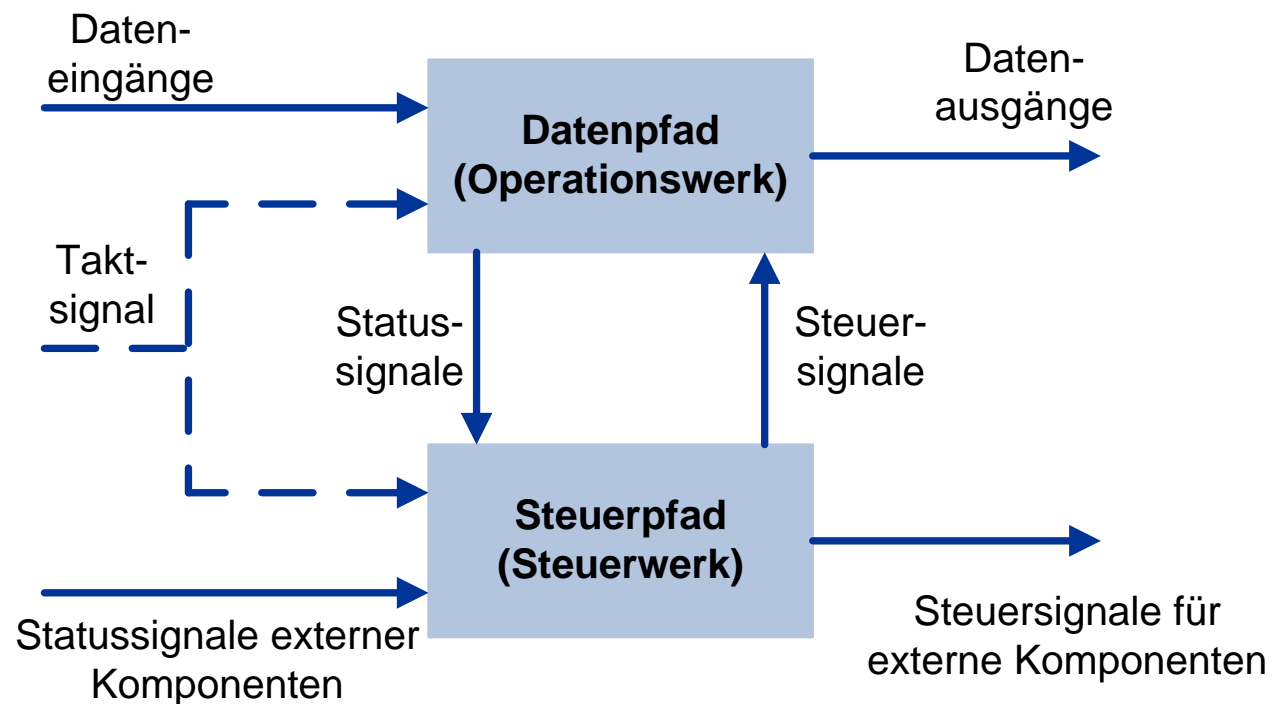 Daten-
eingänge
Daten-
ausgänge
Datenpfad
(Operationswerk)
Takt-
signal
Status-
signale
Steuer-
signale
Steuerpfad
(Steuerwerk)
Statussignale externer
Komponenten
Steuersignale für
externe Komponenten